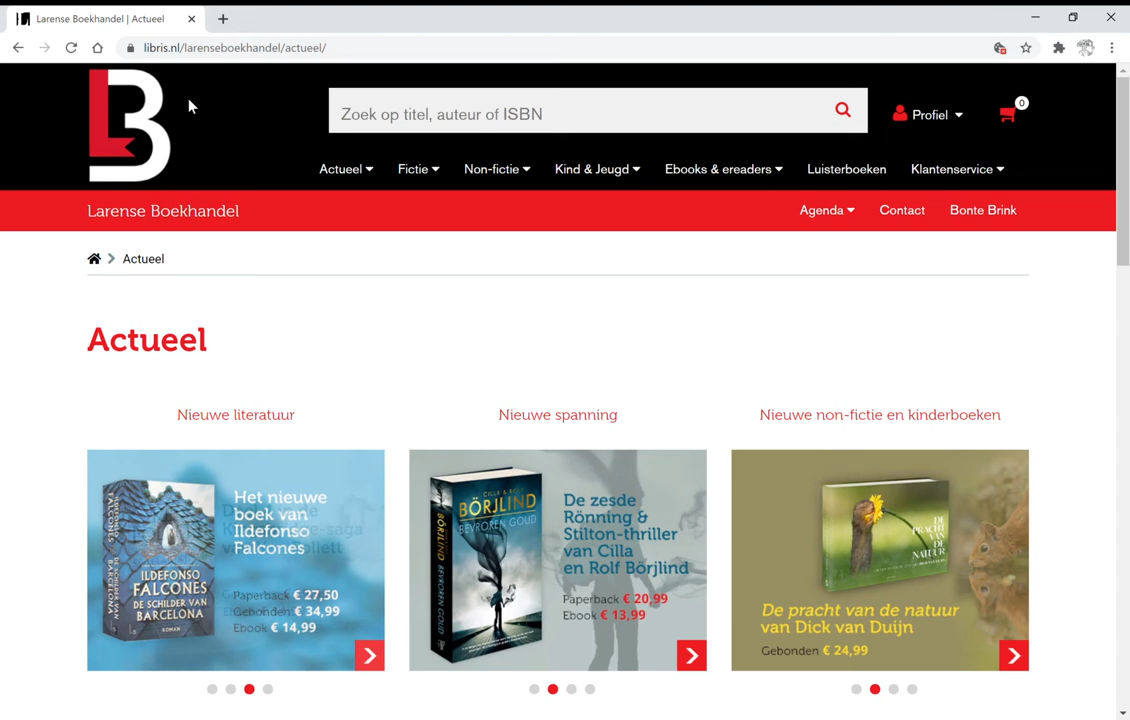 Larense Boekhandel | Actueel
libris.nl/larenseboekhandel/actueel/
LB
Zoek op titel, auteur of ISBN
Profiel
0
Actueel
Fictie
Non-fictie
Kind & Jeugd
Ebooks & ereaders
Luisterboeken
Klantenservice
Larense Boekhandel
Agenda
Contact
Bonte Brink
Actueel
Actueel
Nieuwe literatuur
Het nieuwe
boek van
Ildefonso
Falcones
Paperback € 27,50
Gebonden € 34,99
Ebook € 14,99
ILDEFONSO
FALCONES
DE SCHILDER VAN
BARCELONA
ROMAN
Nieuwe spanning
CILLA & ROLF
BÖRJLIND
BEVROREN GOUD
De zesde
Rönning &
Stilton-thriller
van Cilla
en Rolf Börjlind
Paperback € 20,99
Ebook € 13,99
Nieuwe non-fictie en kinderboeken
DE
PRACHT
VAN DE
NATUUR
De pracht van de natuur
van Dick van Duijn
Gebonden € 24,99